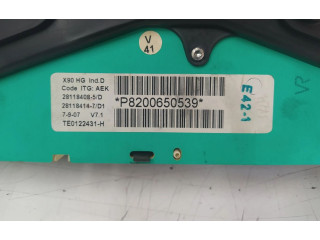 V
41
X90 HG Ind.D
Code ITG: AEK
28118408-5/D
28118414-7/D1
7-9-07 V7.1
TE0122431-H
*P8200650539*
E42-1
VR